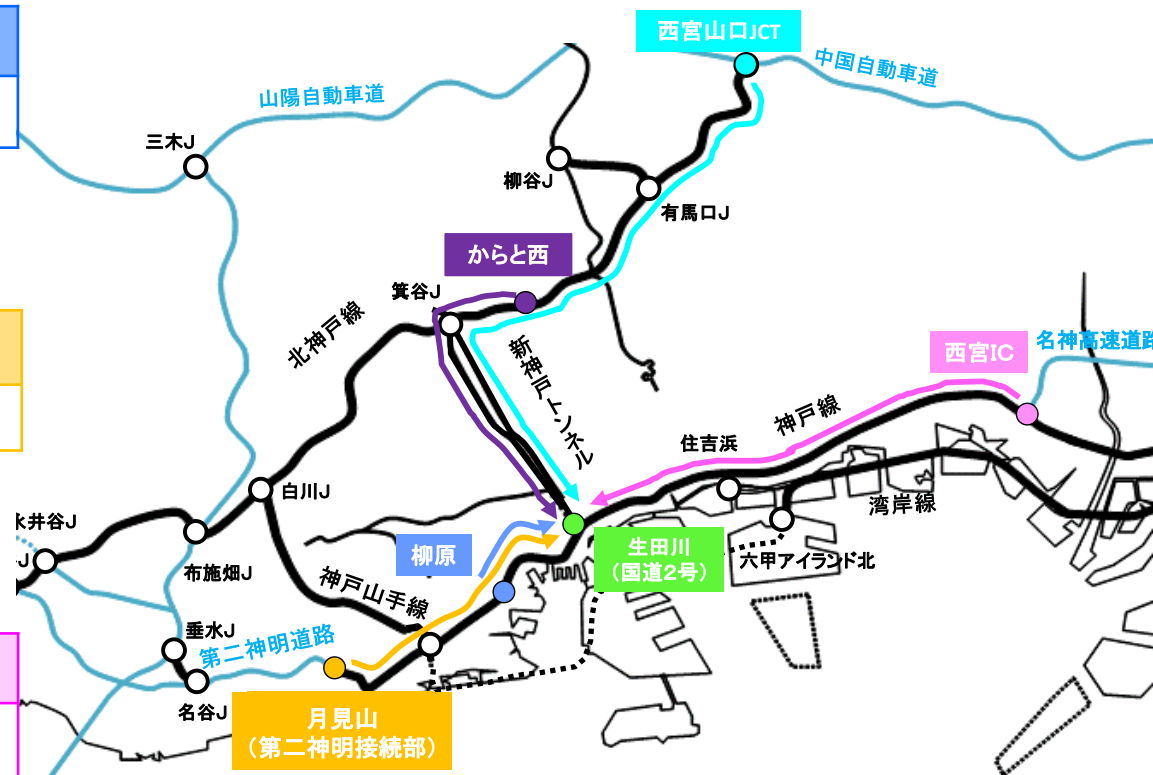 西宮山口JCT
中国自動車道
山陽自動車道
三木J
柳谷J
有馬口J
からと西
箕谷J
北神戸線
新神戸トンネル
西宮IC
名神高速道路
神戸線
住吉浜
白川J
湾岸線
永井谷J
J
柳原
生田川
（国道2号）
六甲アイランド北
布施畑J
神戸山手線
垂水J
第二神明道路
名谷J
月見山
（第二神明接続部）